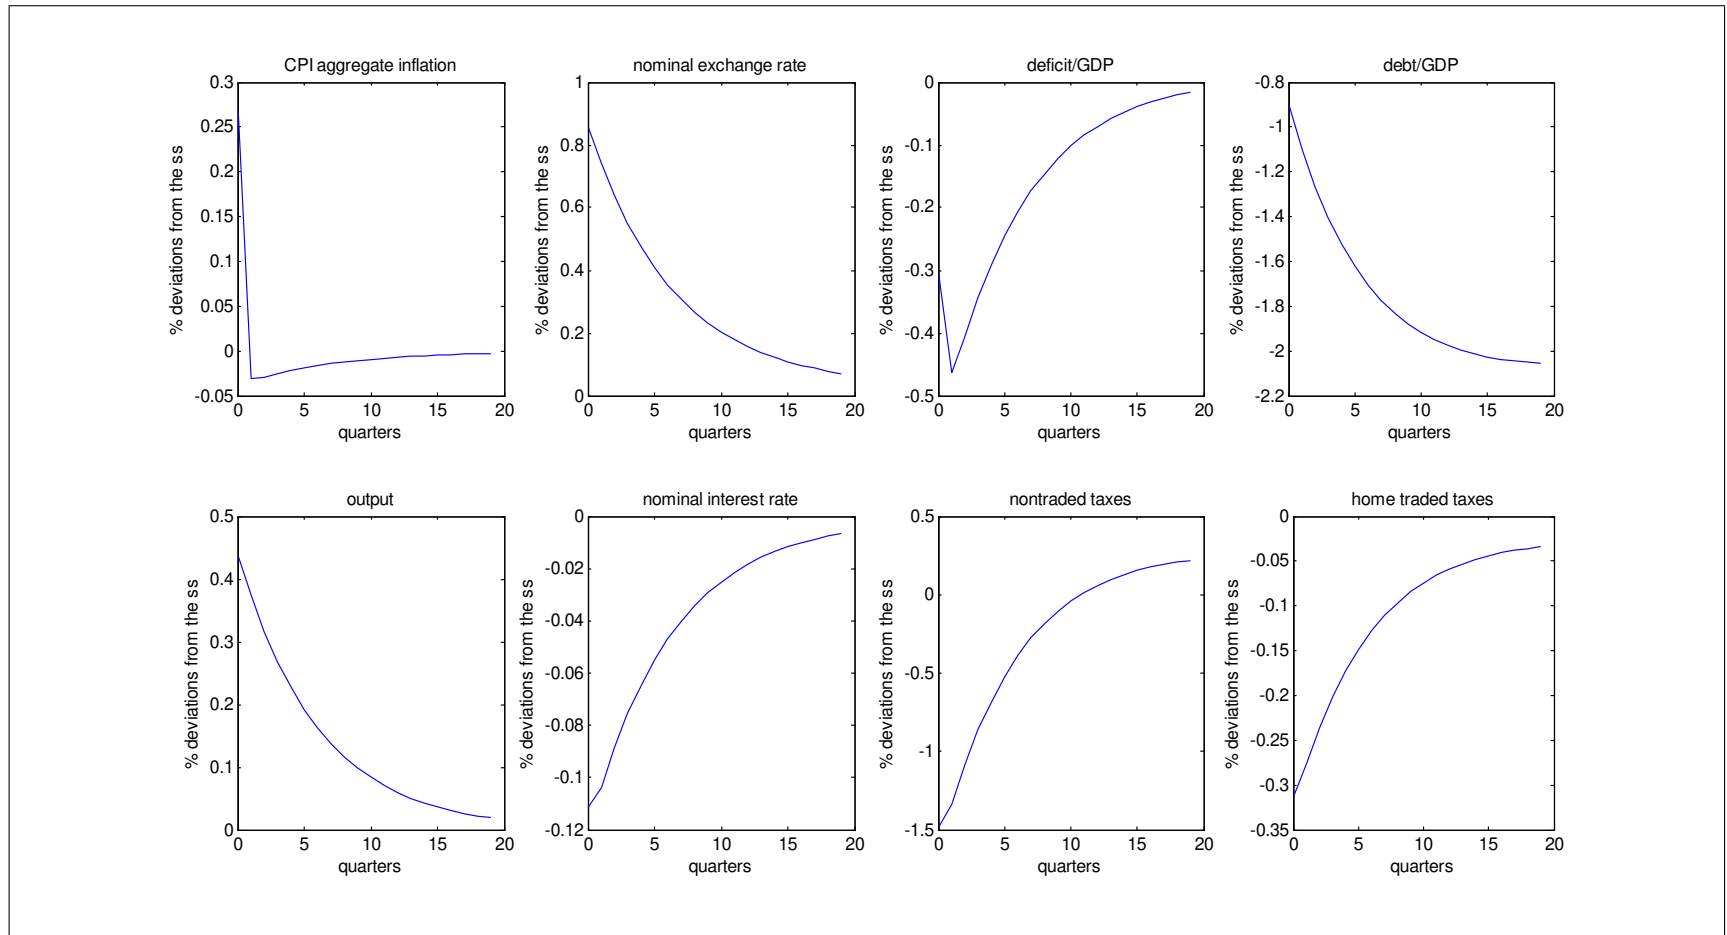 CPI aggregate inflation
% deviations from the ss
0.3
0.25
0.2
0.15
0.1
0.05
0
-0.05
0 5 10 15 20
quarters
nominal exchange rate
% deviations from the ss
1
0.8
0.6
0.4
0.2
0
0 5 10 15 20
quarters
deficit/GDP
% deviations from the ss
0
-0.1
-0.2
-0.3
-0.4
-0.5
0 5 10 15 20
quarters
debt/GDP
% deviations from the ss
-0.8
-1
-1.2
-1.4
-1.6
-1.8
-2
-2.2
0 5 10 15 20
quarters
output
% deviations from the ss
0.5
0.4
0.3
0.2
0.1
0
0 5 10 15 20
quarters
nominal interest rate
% deviations from the ss
0
-0.02
-0.04
-0.06
-0.08
-0.1
-0.12
0 5 10 15 20
quarters
nontraded taxes
% deviations from the ss
0.5
0
-0.5
-1
-1.5
0 5 10 15 20
quarters
home traded taxes
% deviations from the ss
0
-0.05
-0.1
-0.15
-0.2
-0.25
-0.3
-0.35
0 5 10 15 20
quarters